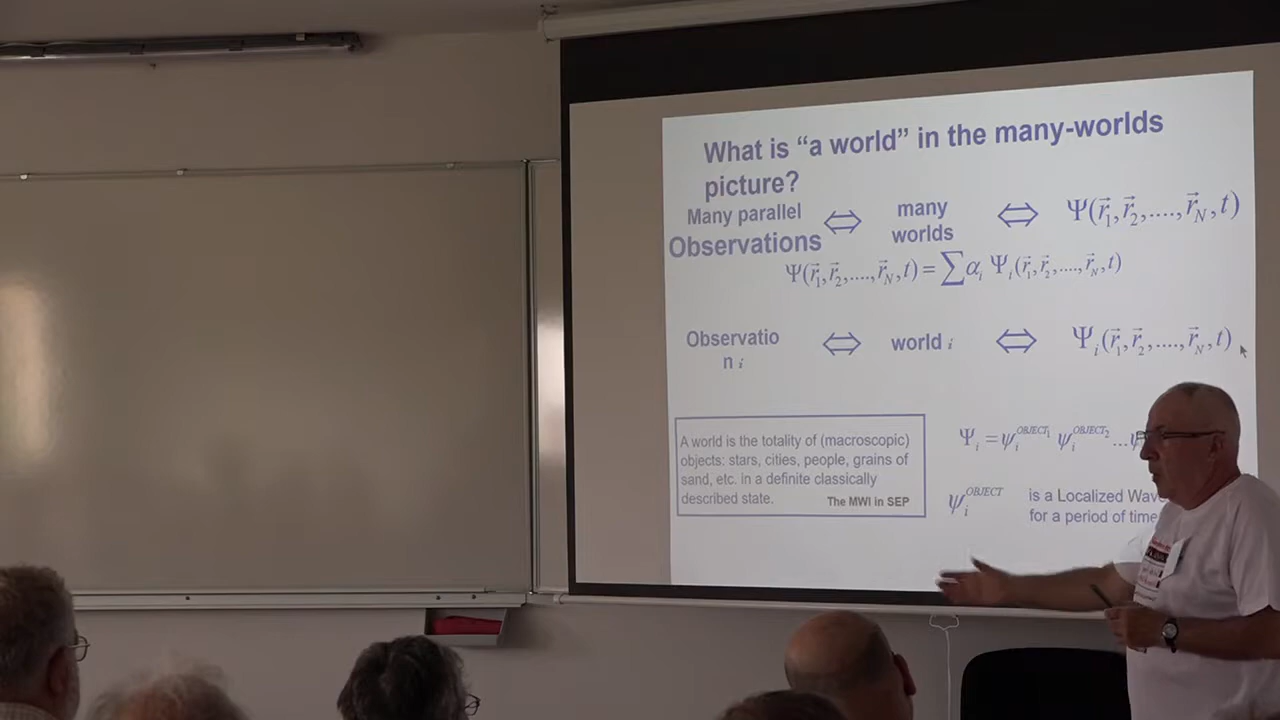 What is “a world” in the many-worlds
picture?
Many parallel
Observations
⇔ many
worlds
⇔ Ψ(r⃗₁,r⃗₂,....,r⃗_N,t)
Ψ(r⃗₁,r⃗₂,....,r⃗_N,t) = ∑α_i Ψ_i(r⃗₁,r⃗₂,....,r⃗_N,t)
Observatio
n i
⇔ world i ⇔ Ψ_i(r⃗₁,r⃗₂,....,r⃗_N,t)
A world is the totality of (macroscopic)
objects: stars, cities, people, grains of
sand, etc. in a definite classically
described state. The MWI in SEP
Ψ_i = ψ_i^OBJECT₁ ψ_i^OBJECT₂ ...
ψ_i^OBJECT is a Localized
for a period of time